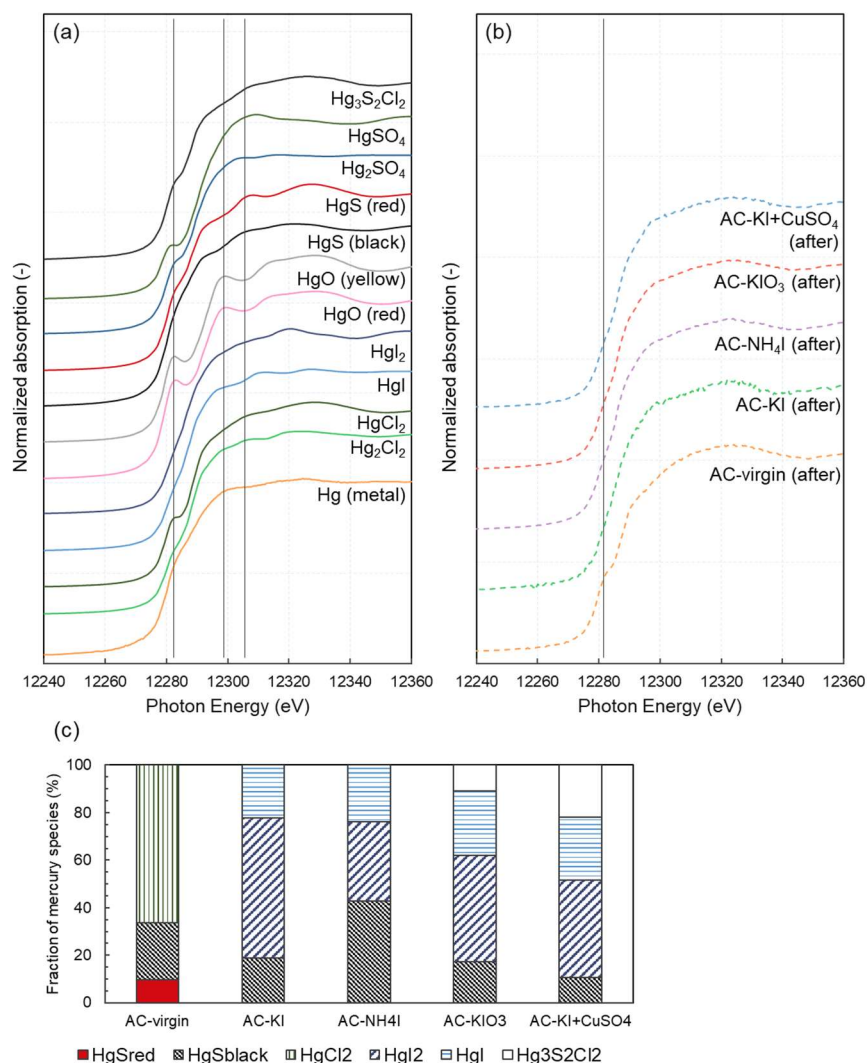 (a)
Hg₃S₂Cl₂
HgSO₄
Hg₂SO₄
HgS (red)
HgS (black)
HgO (yellow)
HgO (red)
HgI₂
HgI
HgCl₂
Hg₂Cl₂
Hg (metal)
Normalized absorption (-)
12240 12260 12280 12300 12320 12340 12360
Photon Energy (eV)
(b)
AC-KI+CuSO₄
(after)
AC-KIO₃ (after)
AC-NH₄I (after)
AC-KI (after)
AC-virgin (after)
Normalized absorption (-)
12240 12260 12280 12300 12320 12340 12360
Photon Energy (eV)
(c)
Fraction of mercury species (%)
100
80
60
40
20
0
AC-virgin AC-KI AC-NH4I AC-KIO3 AC-KI+CuSO4
HgSred HgSblack HgCl2 HgI2 HgI Hg3S2Cl2